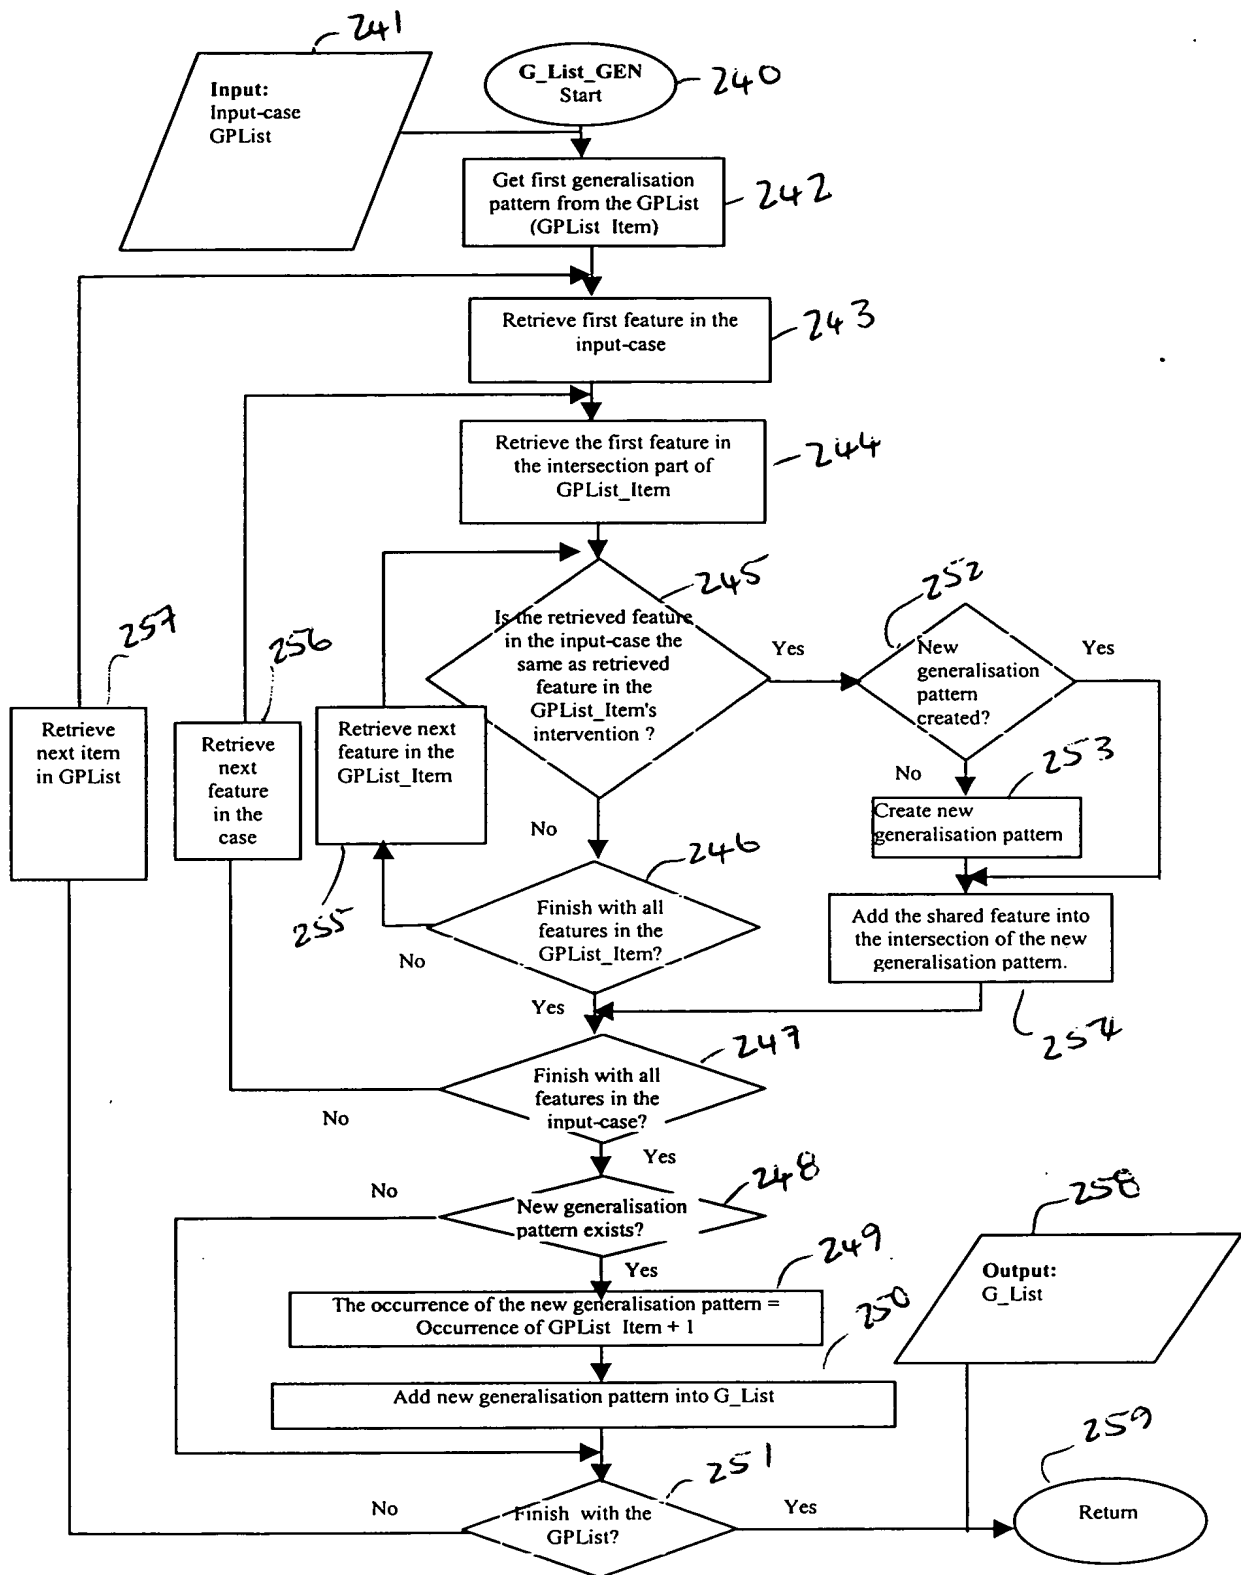 241
Input:
Input-case
GPList
G_List_GEN
Start
240
Get first generalisation
pattern from the GPList
(GPList Item)
242
Retrieve first feature in the
input-case
243
Retrieve the first feature in
the intersection part of
GPList_Item
244
Is the retrieved feature
in the input-case the
same as retrieved
feature in the
GPList_Item's
intervention ?
245
Yes
252
New
generalisation
pattern
created?
Yes
257
256
Retrieve
next item
in GPList
Retrieve
next
feature
in the
case
Retrieve next
feature in the
GPList_Item
255
No
253
Create new
generalisation pattern
No
246
Finish with all
features in the
GPList_Item?
No
Yes
Add the shared feature into
the intersection of the new
generalisation pattern.
254
247
Finish with all
features in the
input-case?
No
Yes
No
248
New generalisation
pattern exists?
Yes
249
The occurrence of the new generalisation pattern =
Occurrence of GPList Item + 1
250
Add new generalisation pattern into G_List
258
Output:
G_List
251
Finish with the
GPList?
No
Yes
259
Return